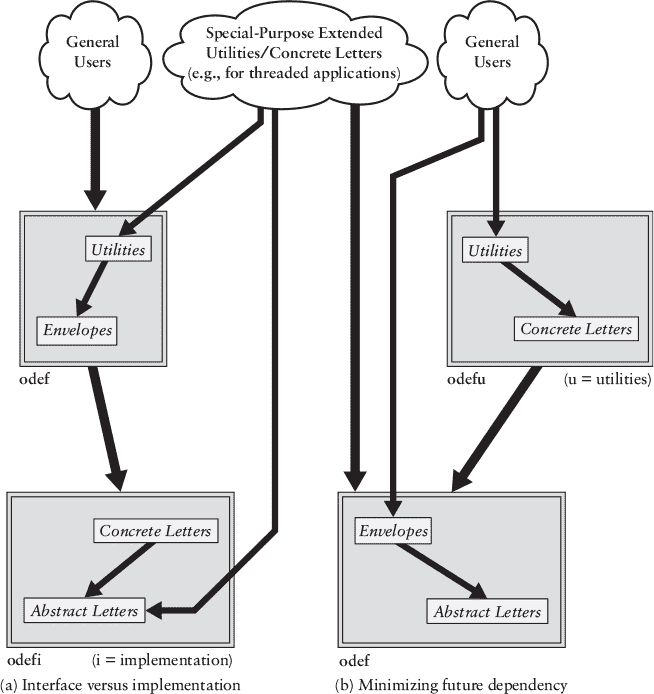 General
Users
Special-Purpose Extended
Utilities/Concrete Letters
(e.g., for threaded applications)
General
Users
Utilities
Envelopes
odef
Utilities
Concrete Letters
odefu (u = utilities)
Concrete Letters
Abstract Letters
odefi (i = implementation)
(a) Interface versus implementation
Envelopes
Abstract Letters
odef
(b) Minimizing future dependency